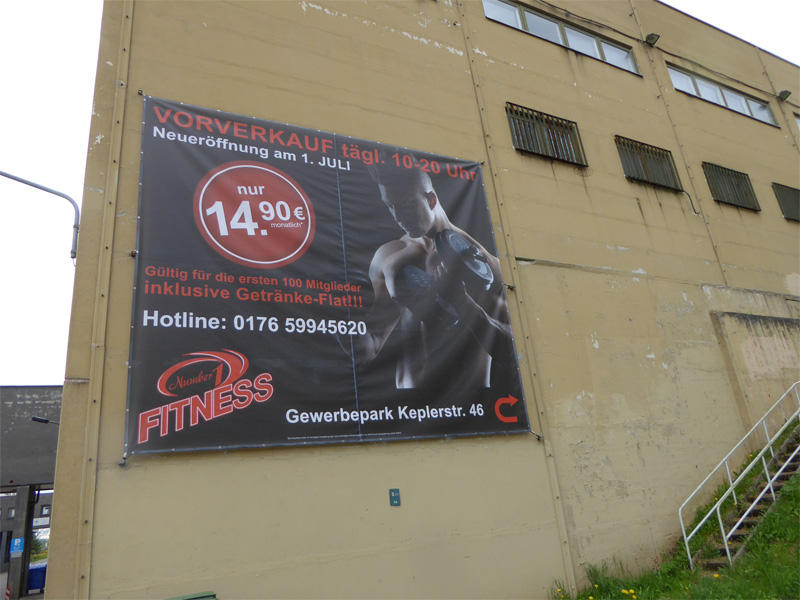 VORVERKAUF tägl. 10-20 Uhr
Neueröffnung am 1. JULI
nur
14.90€
monatlich*
Gültig für die ersten 100 Mitglieder
inklusive Getränke-Flat!!!
Hotline: 0176 59945620
Number 1
FITNESS
Gewerbepark Keplerstr. 46